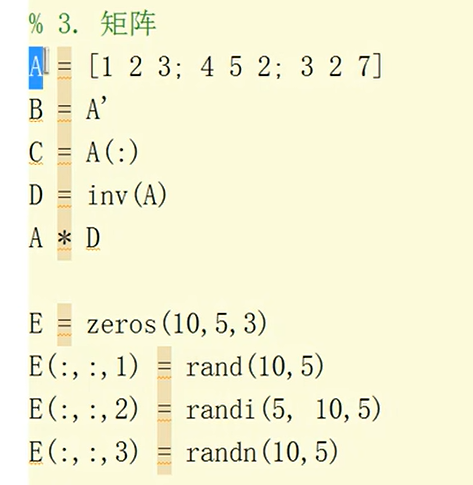 % 3. 矩阵
A = [1 2 3; 4 5 2; 3 2 7]
B = A'
C = A(:)
D = inv(A)
A * D
E = zeros(10,5,3)
E(:,:,1) = rand(10,5)
E(:,:,2) = randi(5, 10,5)
E(:,:,3) = randn(10,5)